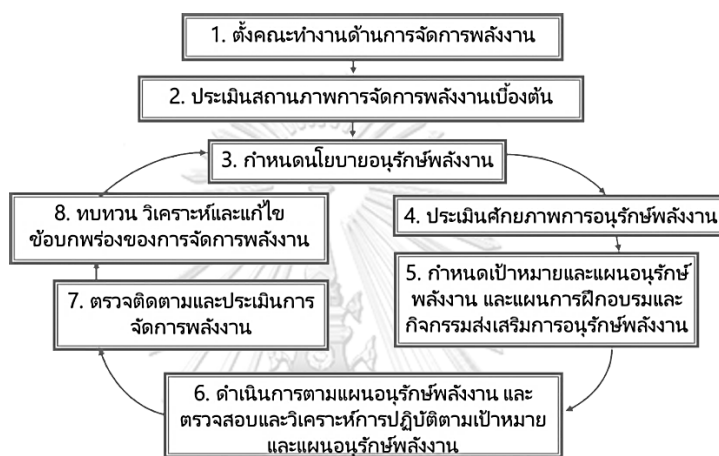 1. ตั้งคณะทำงานด้านการจัดการพลังงาน
2. ประเมินสถานภาพการจัดการพลังงานเบื้องต้น
3. กำหนดนโยบายอนุรักษ์พลังงาน
4. ประเมินศักยภาพการอนุรักษ์พลังงาน
5. กำหนดเป้าหมายและแผนอนุรักษ์
พลังงาน และแผนการฝึกอบรมและ
กิจกรรมส่งเสริมการอนุรักษ์พลังงาน
6. ดำเนินการตามแผนอนุรักษ์พลังงาน และ
ตรวจสอบและวิเคราะห์การปฏิบัติตามเป้าหมาย
และแผนอนุรักษ์พลังงาน
7. ตรวจติดตามและประเมินการ
จัดการพลังงาน
8. ทบทวน วิเคราะห์และแก้ไข
ข้อบกพร่องของการจัดการพลังงาน